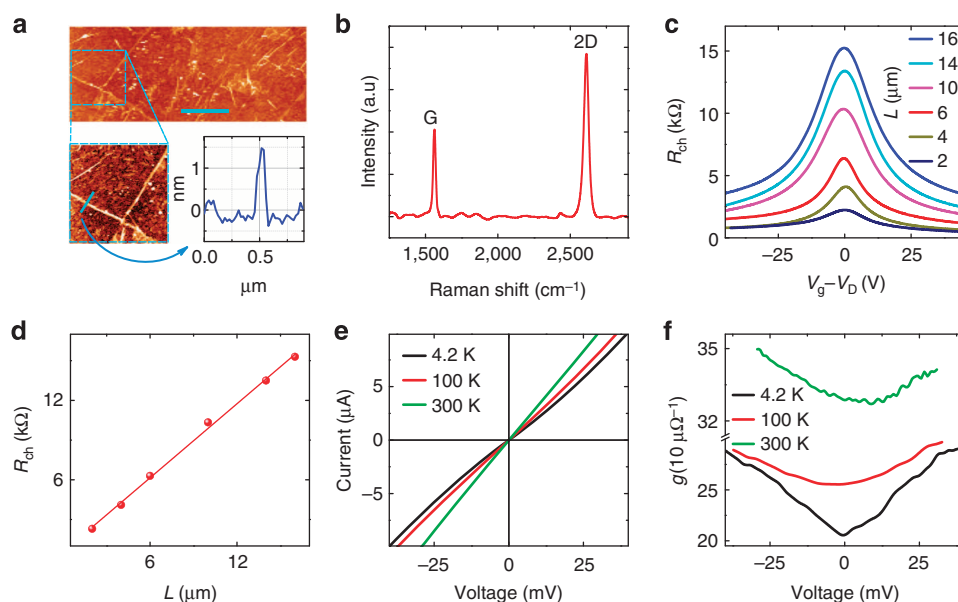 a
1
0
nm
0.0 0.5
μm
b
Intensity (a.u)
G
2D
1,500 2,000 2,500
Raman shift (cm⁻¹)
c
R_ch (kΩ)
15
10
5
0
L (μm)
16
14
10
6
4
2
−25 0 25
V_g–V_D (V)
d
R_ch (kΩ)
12
6
6 12
L (μm)
e
Current (μA)
4.2 K
100 K
300 K
5
0
−5
−25 0 25
Voltage (mV)
f
g(10 μΩ⁻¹)
35
32
25
20
4.2 K
100 K
300 K
−25 0 25
Voltage (mV)